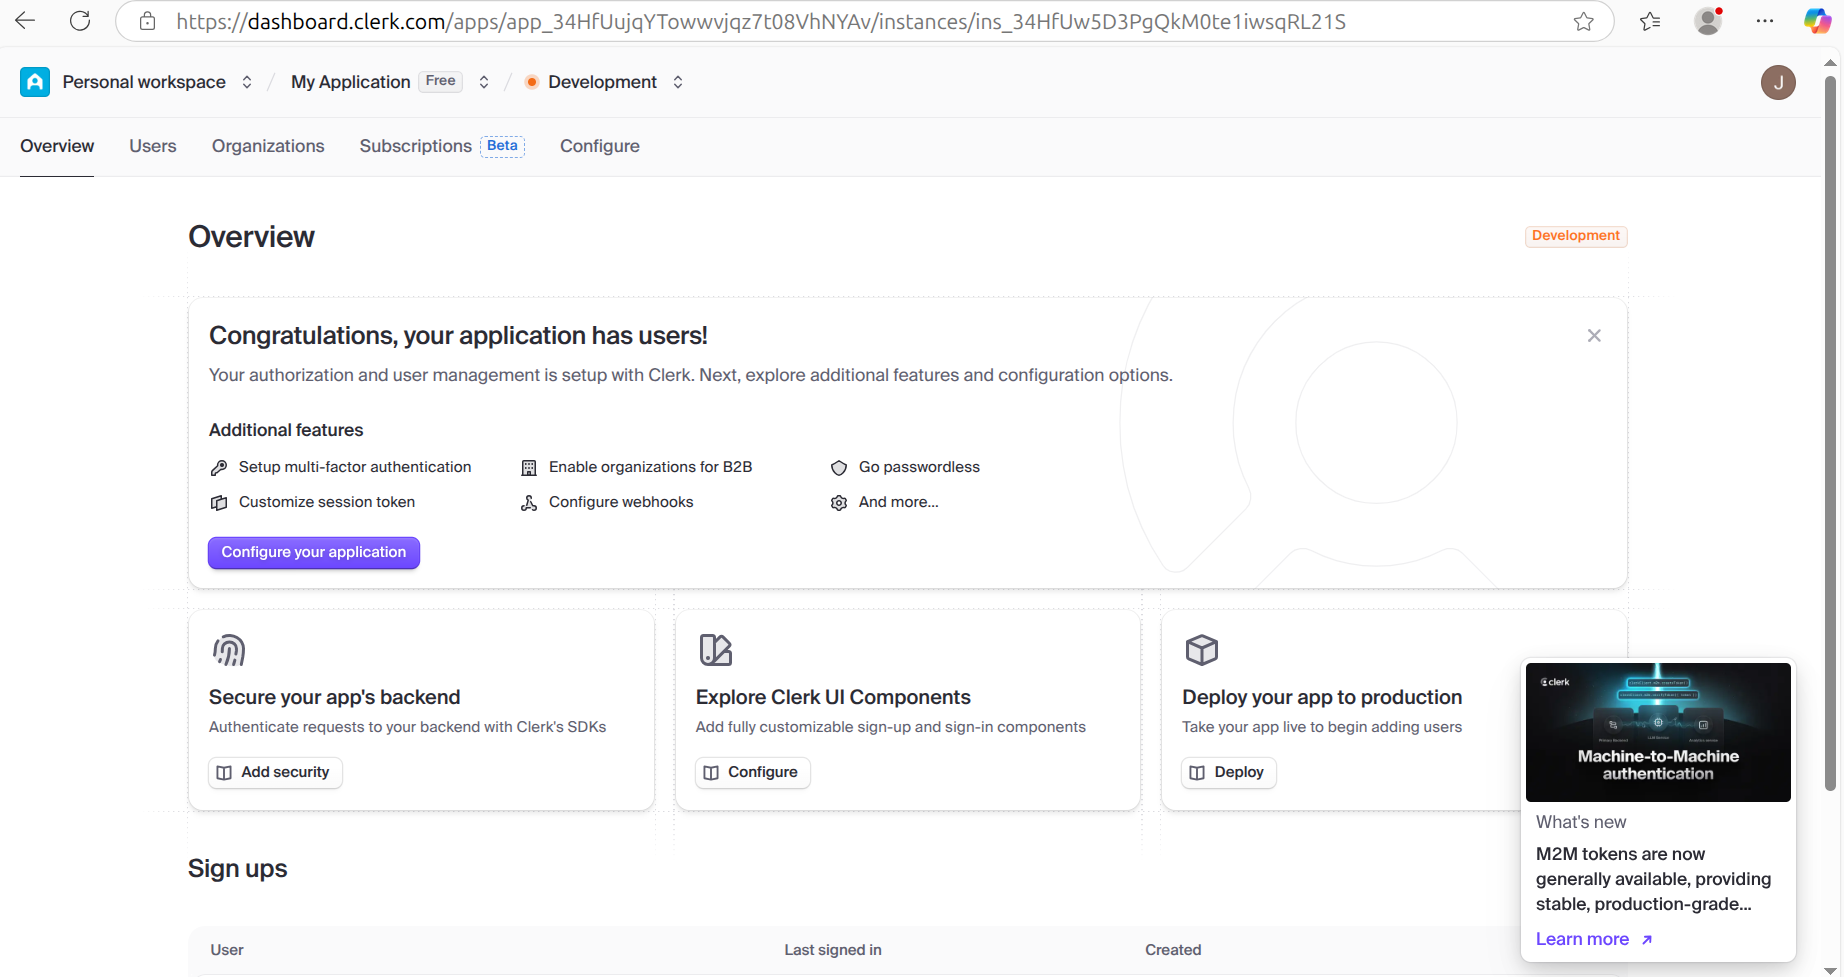 https://dashboard.clerk.com/apps/app_34HfUujqYTowwvjqz7t08VhNYAv/instances/ins_34HfUw5D3PgQkM0te1iwsqRL21S
Personal workspace / My Application Free / Development
J
Overview Users Organizations Subscriptions Beta Configure
Overview
Development
Congratulations, your application has users!
Your authorization and user management is setup with Clerk. Next, explore additional features and configuration options.
Additional features
Setup multi-factor authentication Enable organizations for B2B Go passwordless
Customize session token Configure webhooks And more...
Configure your application
Secure your app's backend
Authenticate requests to your backend with Clerk's SDKs
Add security
Explore Clerk UI Components
Add fully customizable sign-up and sign-in components
Configure
Deploy your app to production
Take your app live to begin adding users
Deploy
clerk
Machine-to-Machine
authentication
What's new
M2M tokens are now
generally available, providing
stable, production-grade...
Learn more
Sign ups
User Last signed in Created